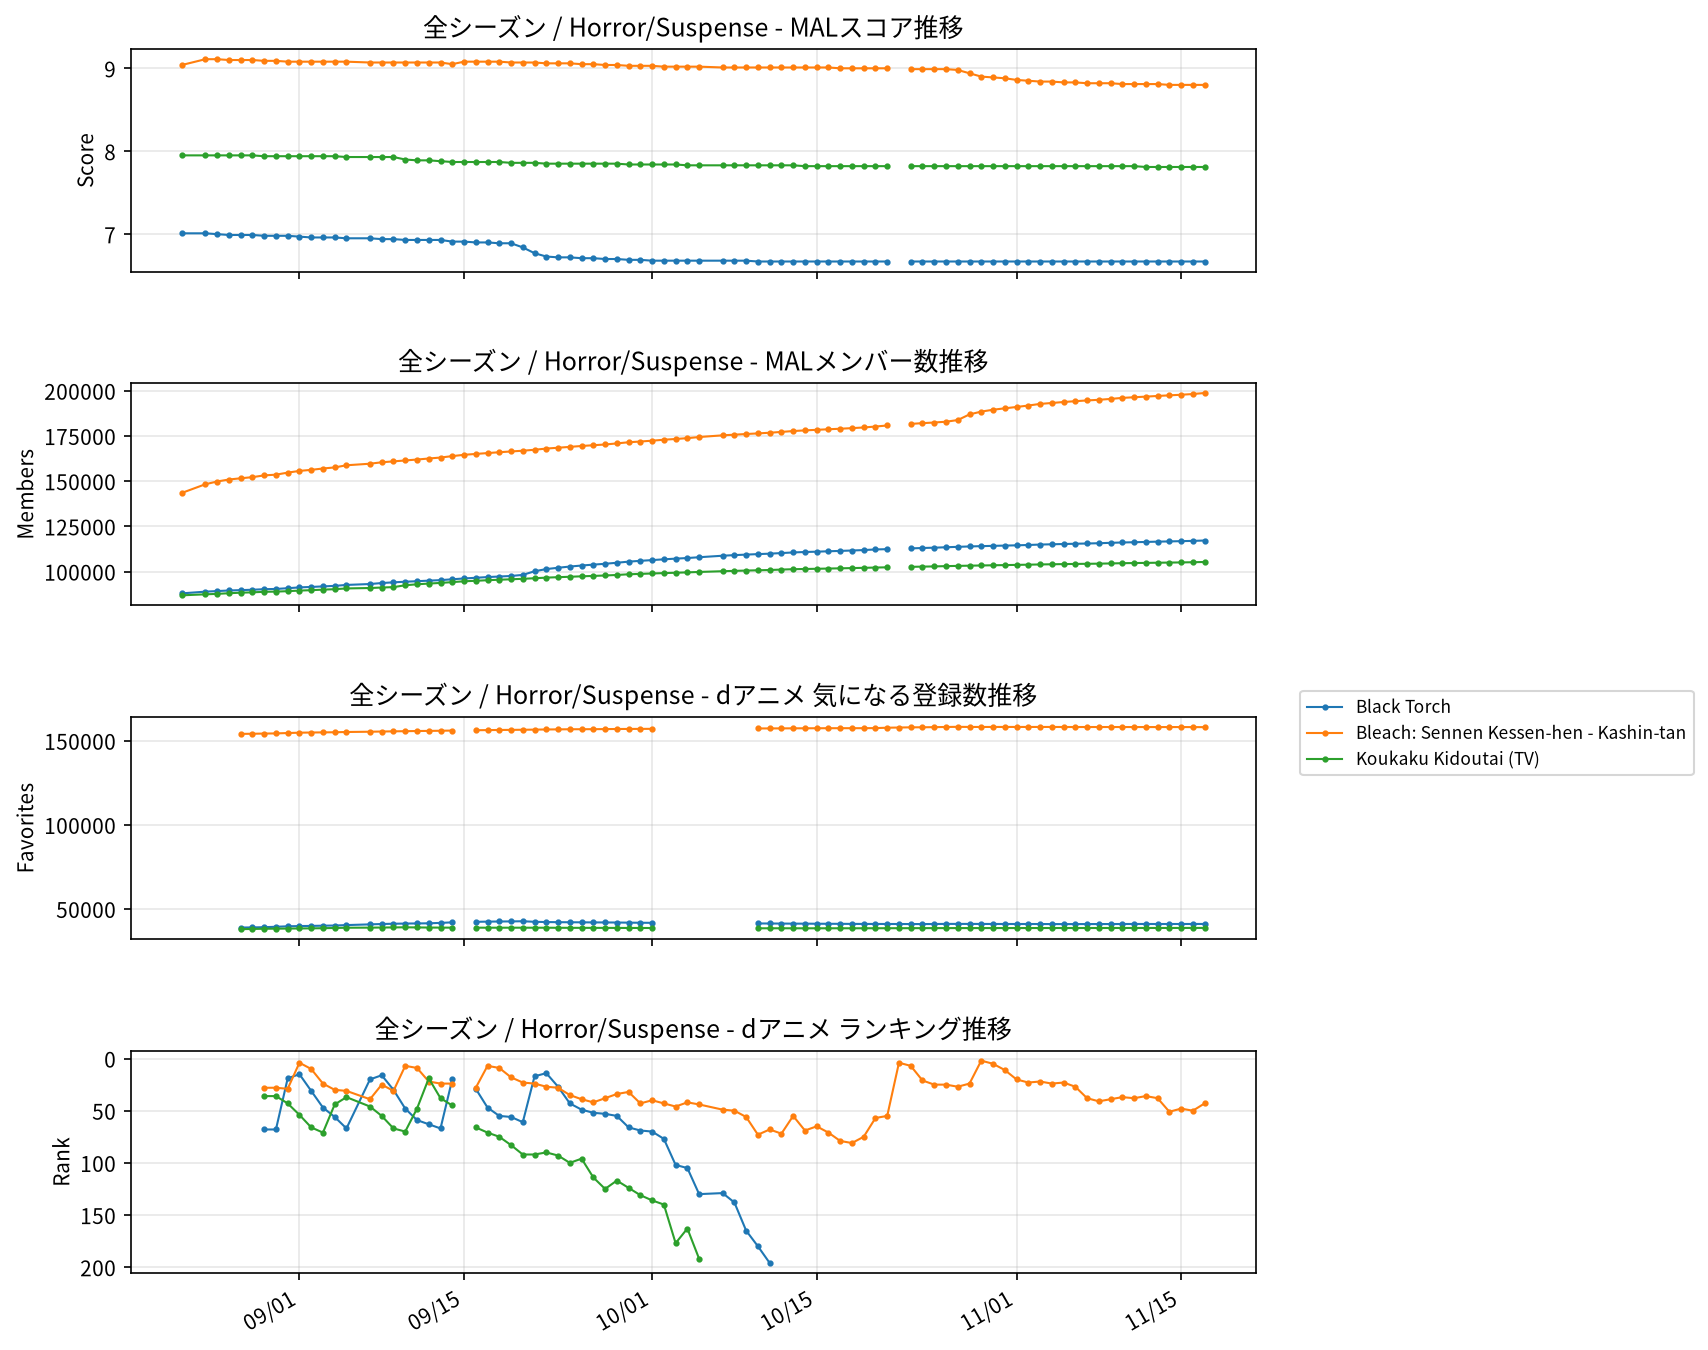 全シーズン / Horror/Suspense - MALスコア推移
Score
9
8
7
全シーズン / Horror/Suspense - MALメンバー数推移
Members
200000
175000
150000
125000
100000
全シーズン / Horror/Suspense - dアニメ 気になる登録数推移
Favorites
150000
100000
50000
Black Torch
Bleach: Sennen Kessen-hen - Kashin-tan
Koukaku Kidoutai (TV)
全シーズン / Horror/Suspense - dアニメ ランキング推移
Rank
0
50
100
150
200
09/01
09/15
10/01
10/15
11/01
11/15